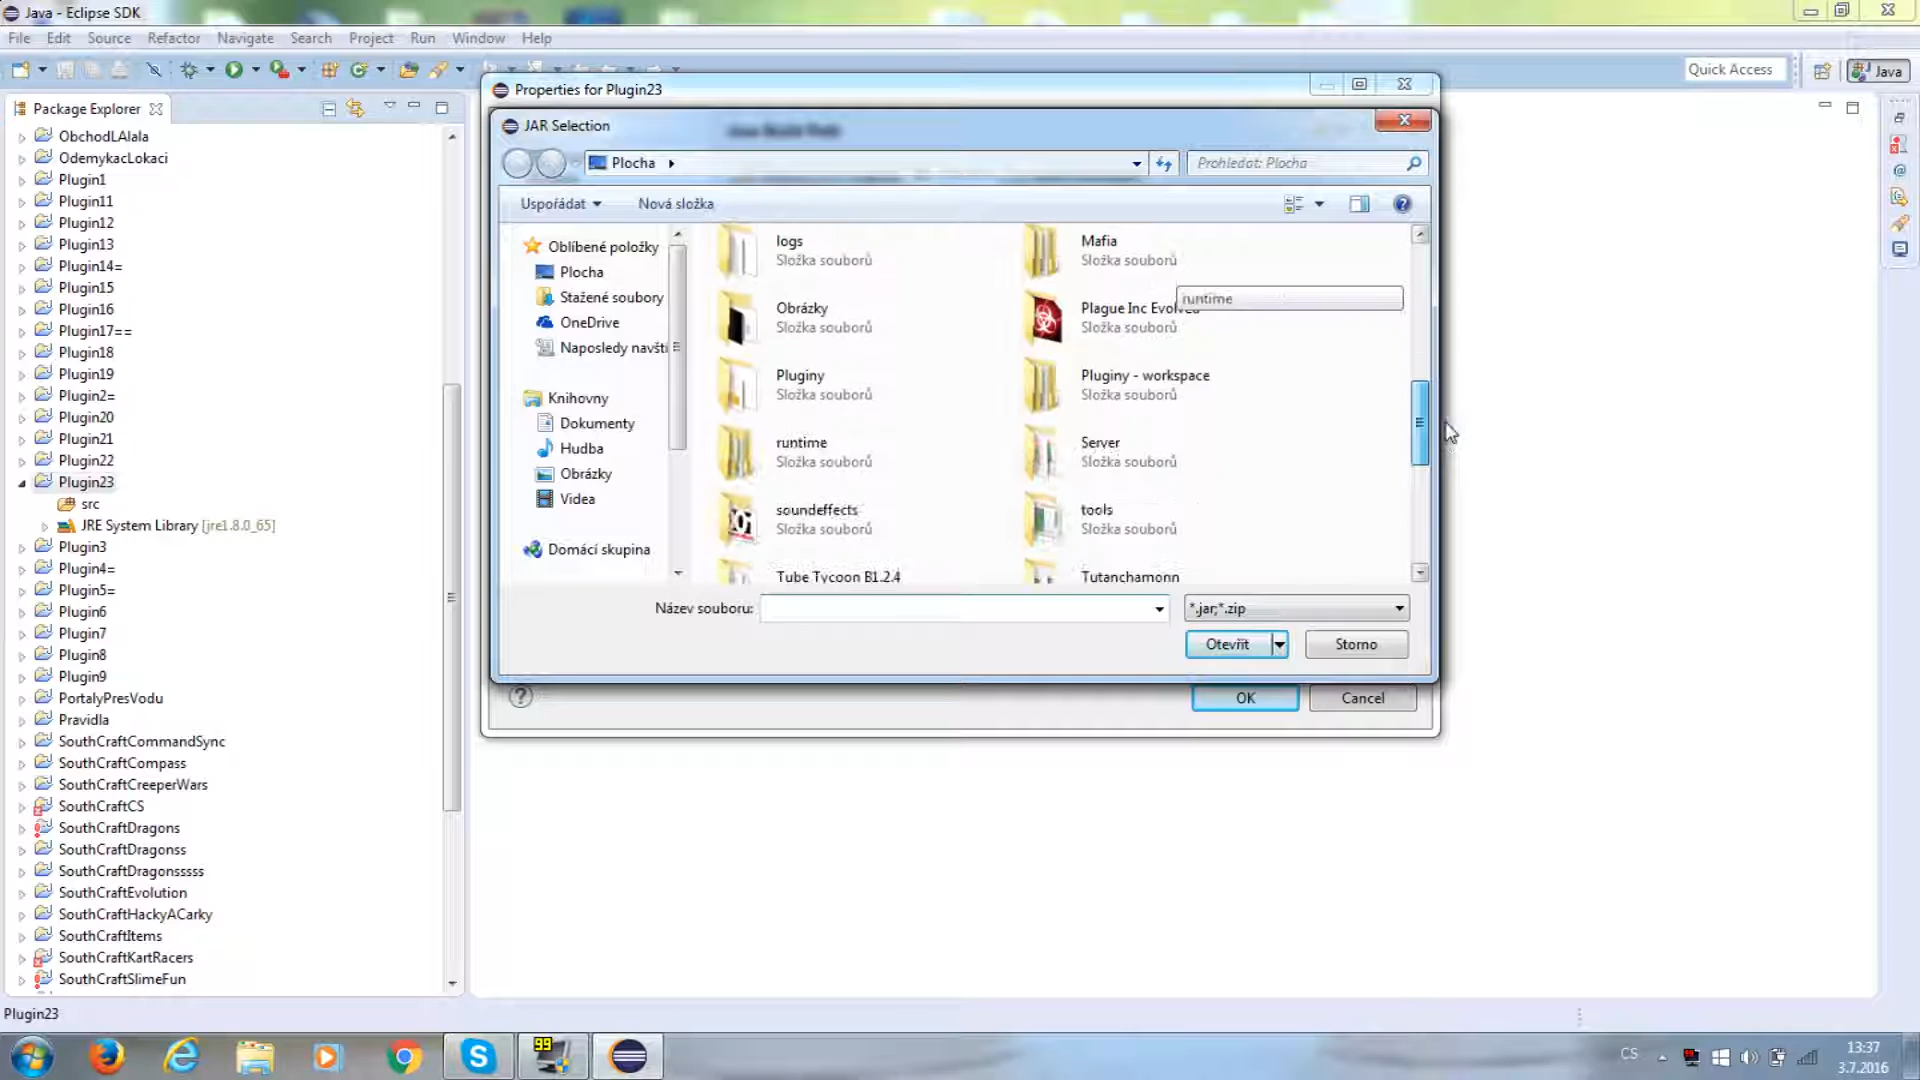 Java - Eclipse SDK
File Edit Source Refactor Navigate Search Project Run Window Help
Quick Access
Java
Package Explorer
ObchodLAlala
OdemykacLokaci
Plugin1
Plugin11
Plugin12
Plugin13
Plugin14=
Plugin15
Plugin16
Plugin17==
Plugin18
Plugin19
Plugin2=
Plugin20
Plugin21
Plugin22
Plugin23
src
JRE System Library [jre1.8.0_65]
Plugin3
Plugin4=
Plugin5=
Plugin6
Plugin7
Plugin8
Plugin9
PortalyPresVodu
Pravidla
SouthCraftCommandSync
SouthCraftCompass
SouthCraftCreeperWars
SouthCraftCS
SouthCraftDragons
SouthCraftDragonss
SouthCraftDragonsssss
SouthCraftEvolution
SouthCraftHackyACarky
SouthCraftItems
SouthCraftKartRacers
SouthCraftSlimeFun
Plugin23
Properties for Plugin23
JAR Selection
Plocha
Prohledat: Plocha
Uspořádat
Nová složka
Oblíbené položky
Plocha
Stažené soubory
OneDrive
Naposledy navští
Knihovny
Dokumenty
Hudba
Obrázky
Videa
Domácí skupina
logs
Složka souborů
Mafia
Složka souborů
runtime
Obrázky
Složka souborů
Plague Inc Evolved
Složka souborů
Pluginy
Složka souborů
Pluginy - workspace
Složka souborů
runtime
Složka souborů
Server
Složka souborů
soundeffects
Složka souborů
tools
Složka souborů
Tube Tycoon B1.2.4
Tutanchamonn
Název souboru:
*.jar;*.zip
Otevřít
Storno
OK
Cancel
99
CS
13:37
3.7.2016